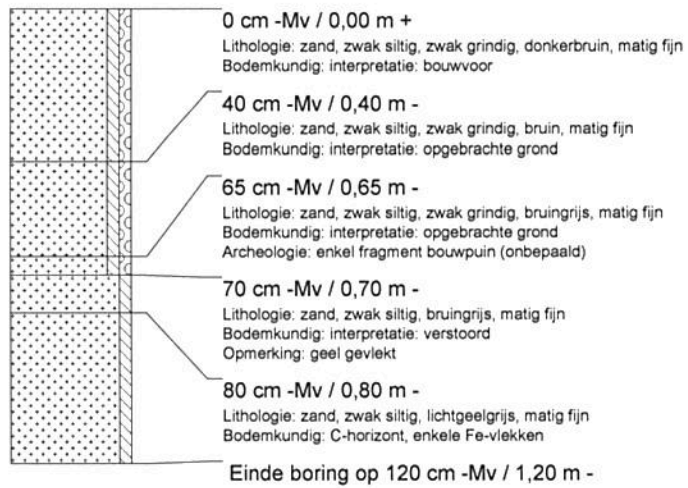 0 cm -Mv / 0,00 m +
Lithologie: zand, zwak siltig, zwak grindig, donkerbruin, matig fijn
Bodemkundig: interpretatie: bouwvoor
40 cm -Mv / 0,40 m -
Lithologie: zand, zwak siltig, zwak grindig, bruin, matig fijn
Bodemkundig: interpretatie: opgebrachte grond
65 cm -Mv / 0,65 m -
Lithologie: zand, zwak siltig, zwak grindig, bruingrijs, matig fijn
Bodemkundig: interpretatie: opgebrachte grond
Archeologie: enkel fragment bouwpuin (onbepaald)
70 cm -Mv / 0,70 m -
Lithologie: zand, zwak siltig, bruingrijs, matig fijn
Bodemkundig: interpretatie: verstoord
Opmerking: geel gevlekt
80 cm -Mv / 0,80 m -
Lithologie: zand, zwak siltig, lichtgeelgrijs, matig fijn
Bodemkundig: C-horizont, enkele Fe-vlekken
Einde boring op 120 cm -Mv / 1,20 m -